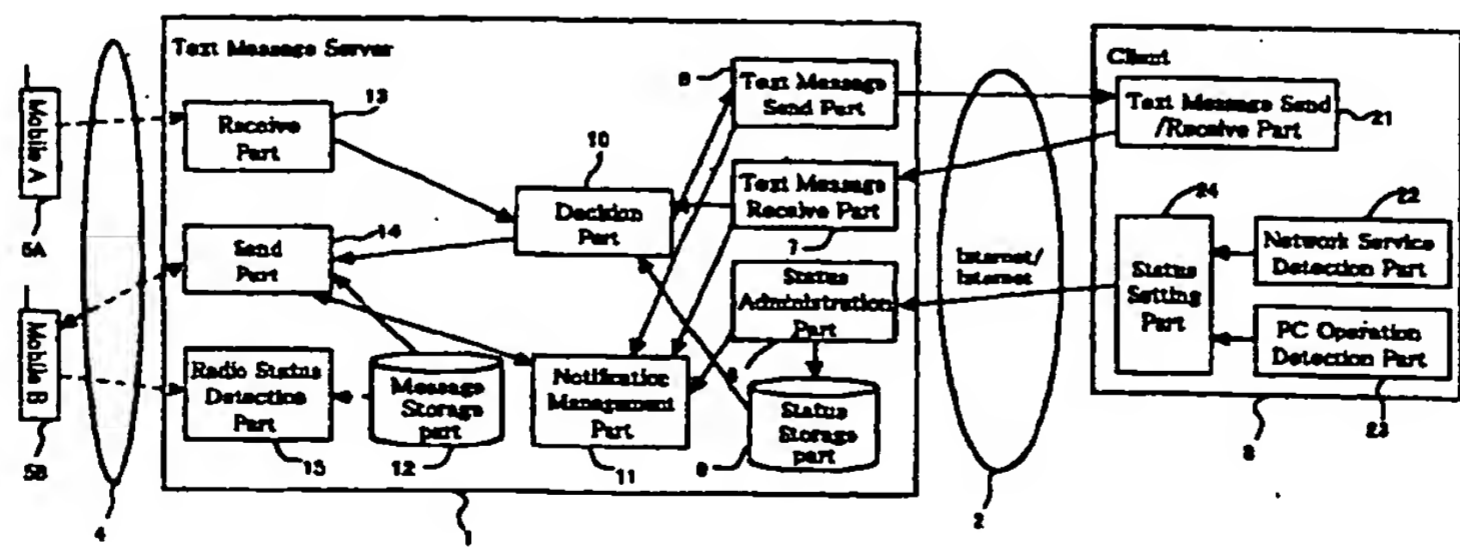 Text Message Server
Client
Mobile A
5A
Mobile B
5B
4
Receive
Part
13
Send
Part
14
Radio Status
Detection
Part
15
Message
Storage
part
12
Decision
Part
10
Notification
Management
Part
11
Text Message
Send Part
Text Message
Receive Part
7
Status
Administration
Part
Status
Storage
part
9
1
Internet/
Internet
2
Text Message Send
/Receive Part
21
Status
Setting
Part
24
Network Service
Detection Part
22
PC Operation
Detection Part
23